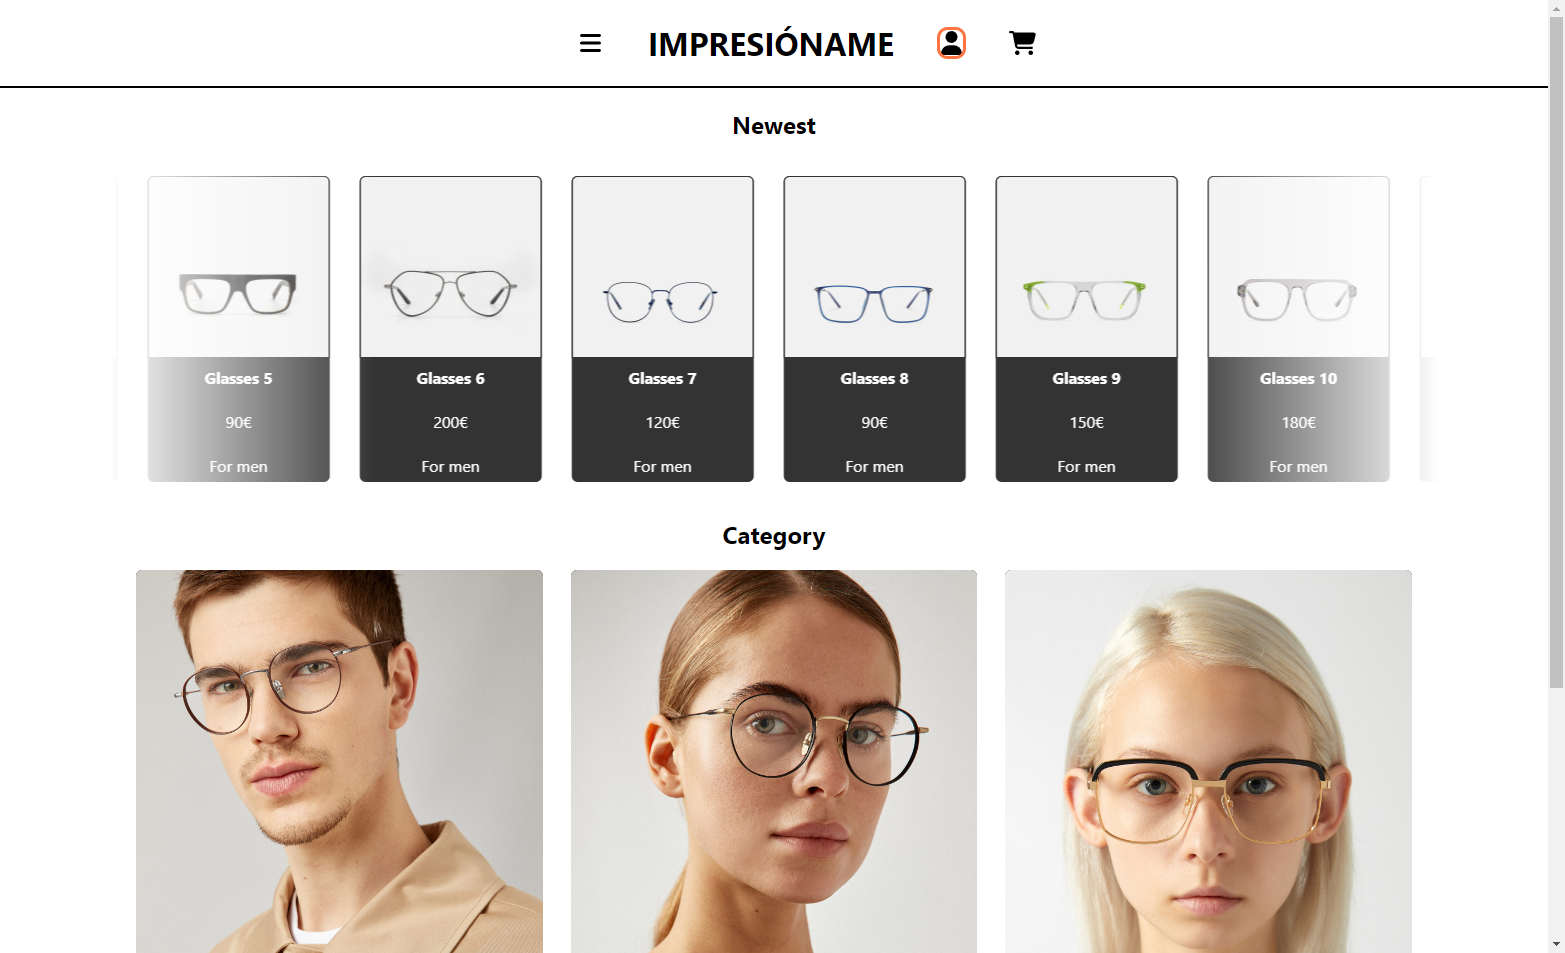 IMPRESIÓNAME
Newest
Glasses 5
90€
For men
Glasses 6
200€
For men
Glasses 7
120€
For men
Glasses 8
90€
For men
Glasses 9
150€
For men
Glasses 10
180€
For men
Category